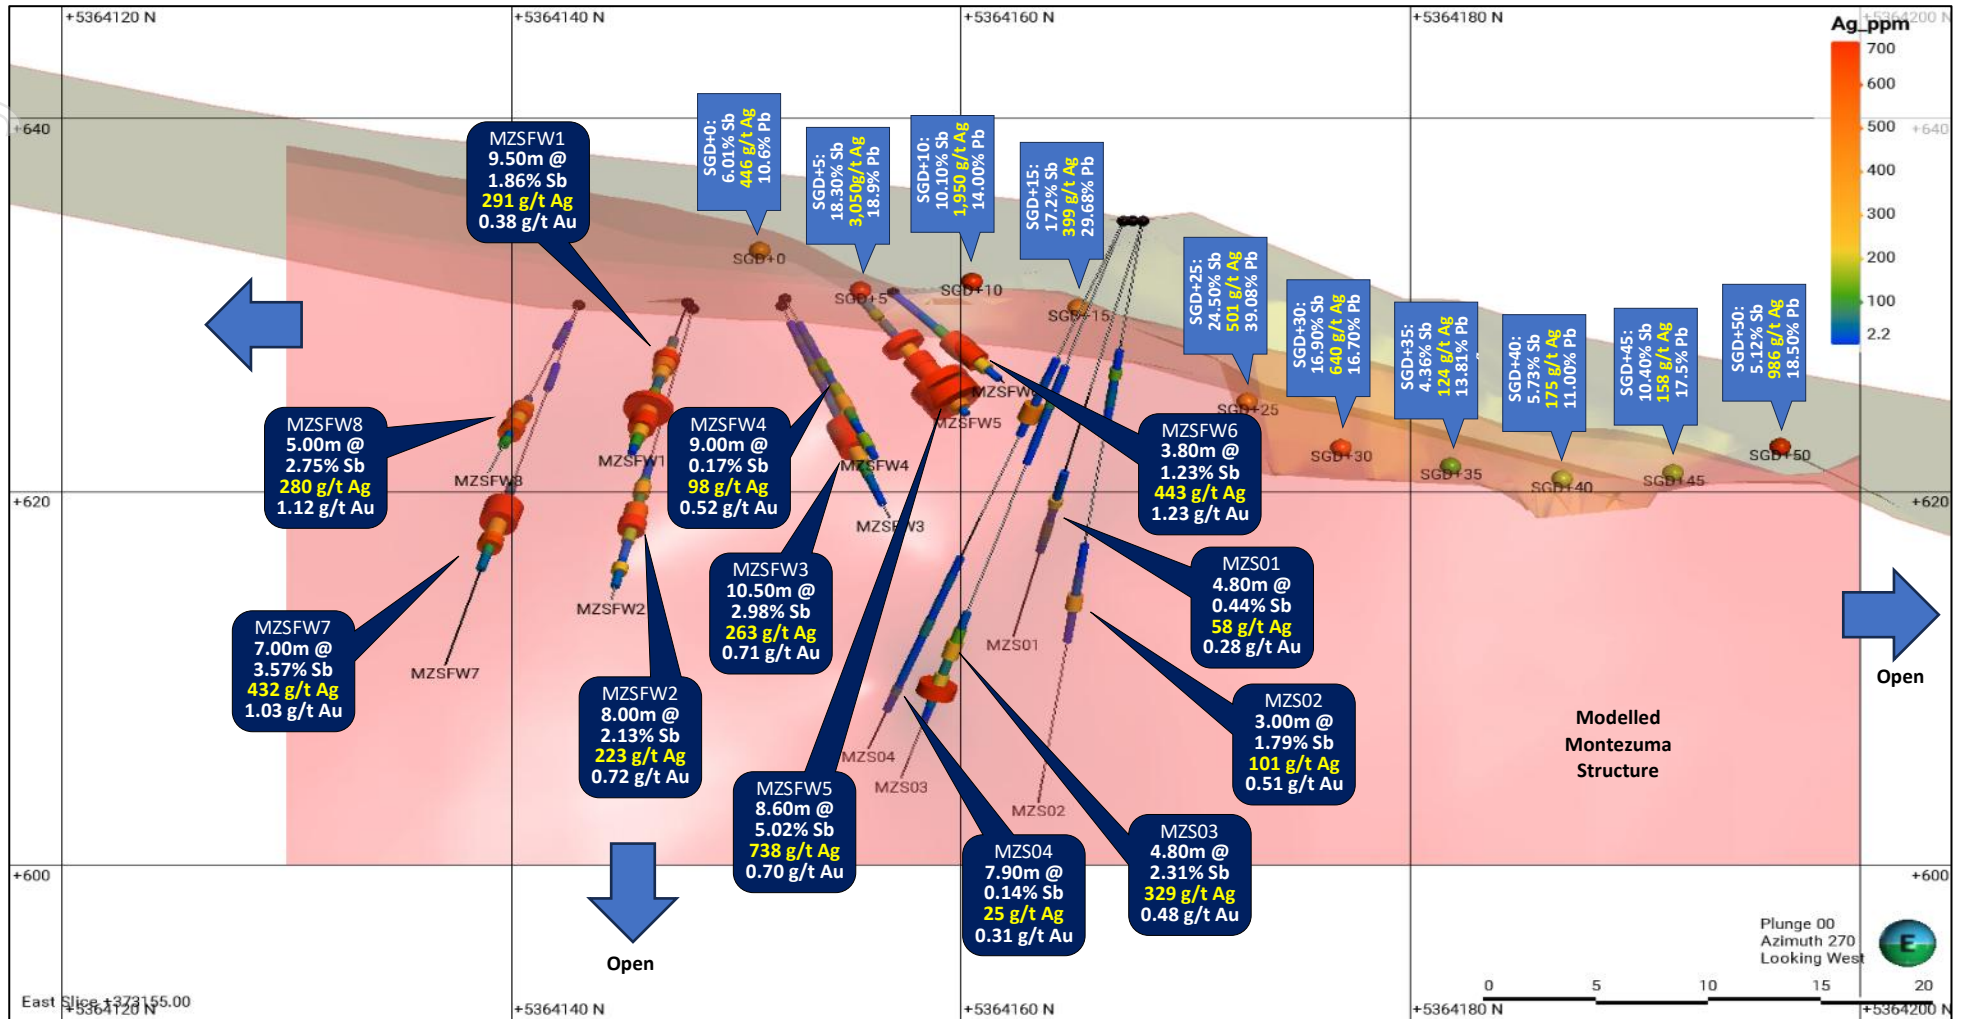 +5364120 N
+5364140 N
+5364160 N
+5364180 N
+5364200 N
Ag_ppm
700
600
500
400
300
200
100
2.2
+640
+640
MZSFW1
9.50m @
1.86% Sb
291 g/t Ag
0.38 g/t Au
SGD+0:
6.01% Sb
446 g/t Ag
10.6% Pb
SGD+5:
18.30% Sb
3,050g/t Ag
18.9% Pb
SGD+10:
10.10% Sb
1,950 g/t Ag
14.00% Pb
SGD+15:
17.2% Sb
399 g/t Ag
29.68% Pb
SGD+25:
24.50% Sb
501 g/t Ag
39.08% Pb
SGD+30:
16.90% Sb
640 g/t Ag
16.70% Pb
SGD+35:
4.36% Sb
124 g/t Ag
13.81% Pb
SGD+40:
5.73% Sb
175 g/t Ag
11.00% Pb
SGD+45:
10.40% Sb
158 g/t Ag
17.5% Pb
SGD+50:
5.12% Sb
986 g/t Ag
18.50% Pb
SGD+0
SGD+5
SGD+10
SGD+15
SGD+25
SGD+30
SGD+35
SGD+40
SGD+45
SGD+50
MZSFW8
5.00m @
2.75% Sb
280 g/t Ag
1.12 g/t Au
MZSFW8
MZSFW1
MZSFW4
9.00m @
0.17% Sb
98 g/t Ag
0.52 g/t Au
MZSFW4
MZSFW3
MZSFW5
MZSFW6
MZSFW6
3.80m @
1.23% Sb
443 g/t Ag
1.23 g/t Au
+620
+620
MZSFW7
7.00m @
3.57% Sb
432 g/t Ag
1.03 g/t Au
MZSFW7
MZSFW2
MZSFW2
8.00m @
2.13% Sb
223 g/t Ag
0.72 g/t Au
MZSFW3
10.50m @
2.98% Sb
263 g/t Ag
0.71 g/t Au
MZS01
4.80m @
0.44% Sb
58 g/t Ag
0.28 g/t Au
MZS01
MZS04
MZS03
MZS02
MZS02
3.00m @
1.79% Sb
101 g/t Ag
0.51 g/t Au
Open
Modelled
Montezuma
Structure
MZSFW5
8.60m @
5.02% Sb
738 g/t Ag
0.70 g/t Au
MZS04
7.90m @
0.14% Sb
25 g/t Ag
0.31 g/t Au
MZS03
4.80m @
2.31% Sb
329 g/t Ag
0.48 g/t Au
+600
+600
Open
Plunge 00
Azimuth 270
Looking West
E
0 5 10 15 20
East Slice +373155.00
+5364120 N
+5364140 N
+5364160 N
+5364180 N
+5364200 N